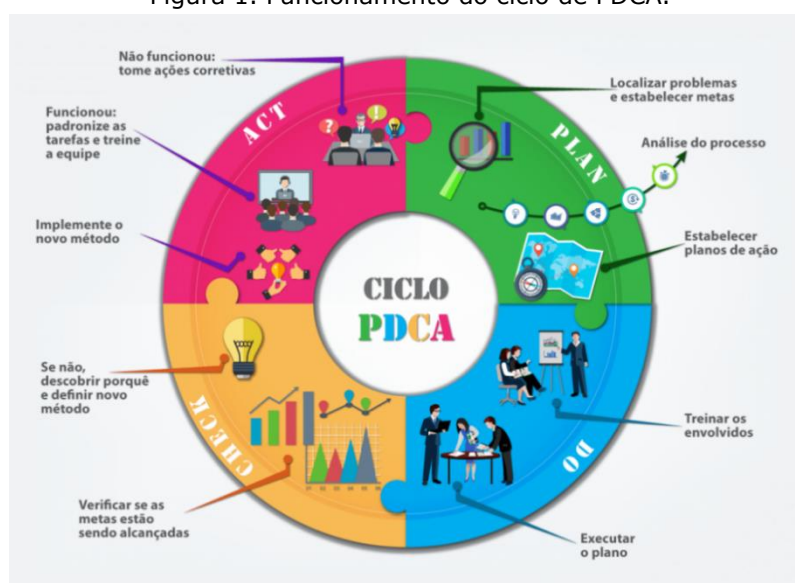 Figura 1: Funcionamento do ciclo de PDCA.
Não funcionou:
tome ações corretivas
Funcionou:
padronize as
tarefas e treine
a equipe
Implemente o
novo método
ACT
Localizar problemas
e estabelecer metas
Análise do processo
Estabelecer
planos de ação
PLAN
CICLO
PDCA
Se não,
descobrir porquê
e definir novo
método
Verificar se as
metas estão
sendo alcançadas
CHECK
Treinar os
envolvidos
Executar
o plano
DO